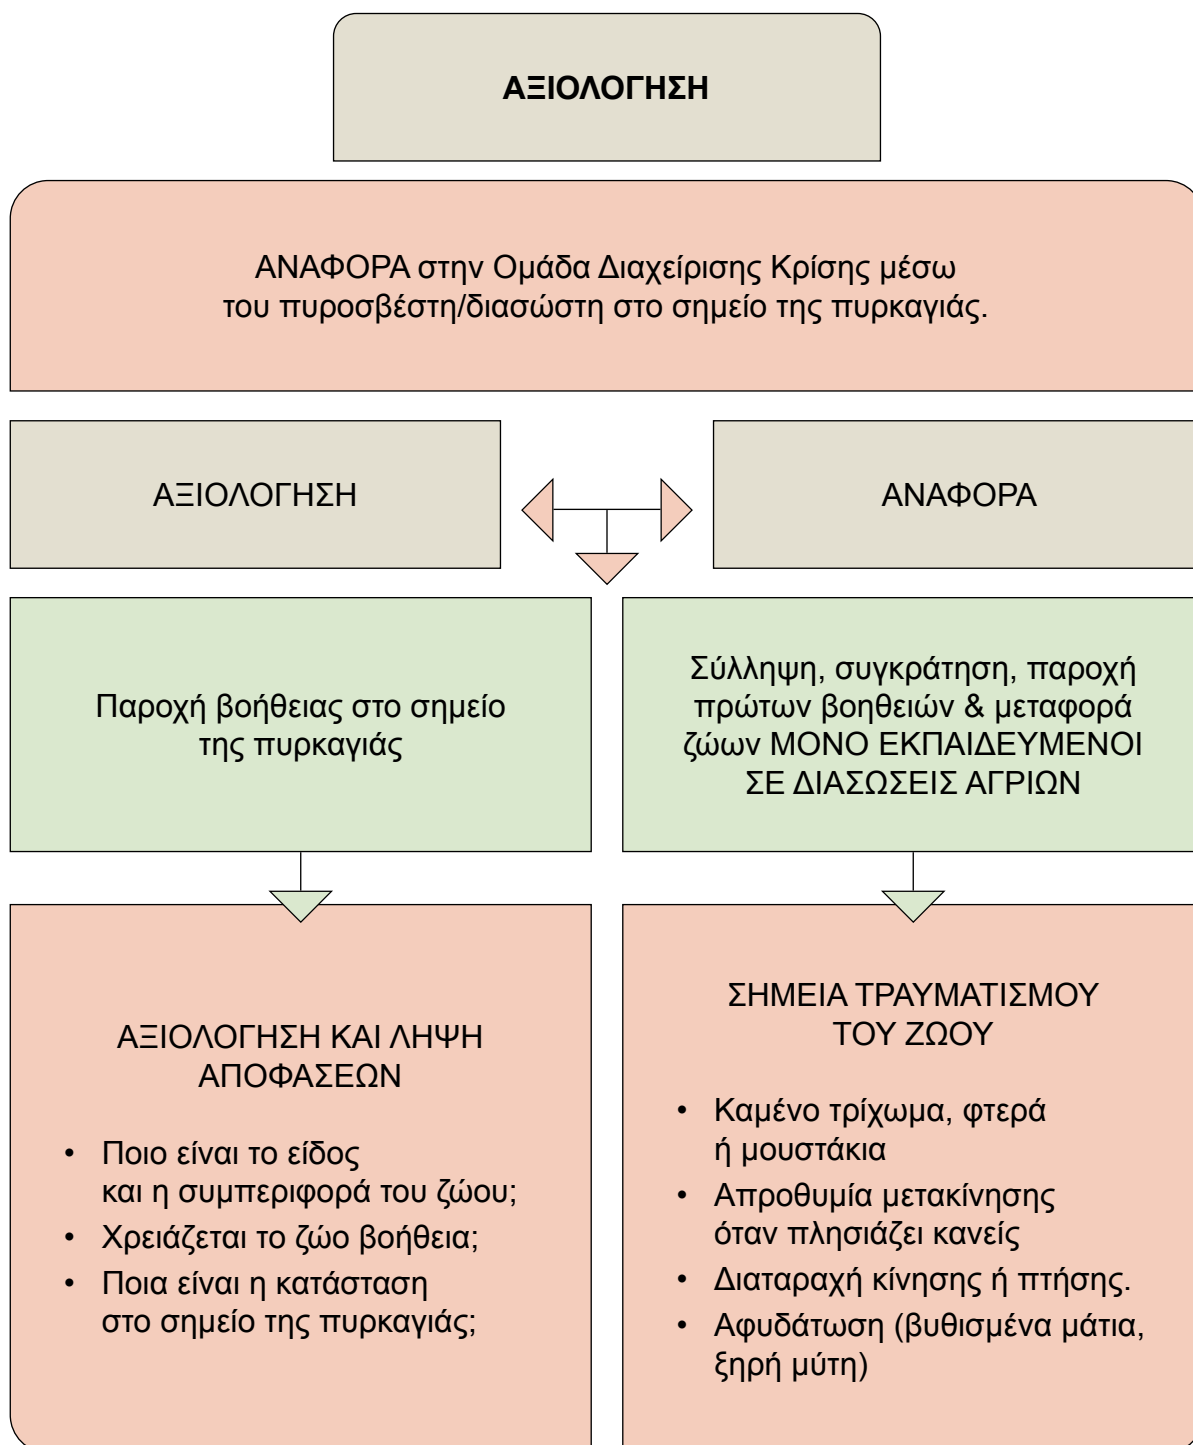 ΑΞΙΟΛΟΓΗΣΗ
ΑΝΑΦΟΡΑ στην Ομάδα Διαχείρισης Κρίσης μέσω
του πυροσβέστη/διασώστη στο σημείο της πυρκαγιάς.
ΑΞΙΟΛΟΓΗΣΗ
ΑΝΑΦΟΡΑ
Παροχή βοήθειας στο σημείο
της πυρκαγιάς
Σύλληψη, συγκράτηση, παροχή
πρώτων βοηθειών & μεταφορά
ζώων ΜΟΝΟ ΕΚΠΑΙΔΕΥΜΕΝΟΙ
ΣΕ ΔΙΑΣΩΣΕΙΣ ΑΓΡΙΩΝ
ΑΞΙΟΛΟΓΗΣΗ ΚΑΙ ΛΗΨΗ
ΑΠΟΦΑΣΕΩΝ
• Ποιο είναι το είδος
και η συμπεριφορά του ζώου;
• Χρειάζεται το ζώο βοήθεια;
• Ποια είναι η κατάσταση
στο σημείο της πυρκαγιάς;
ΣΗΜΕΙΑ ΤΡΑΥΜΑΤΙΣΜΟΥ
ΤΟΥ ΖΩΟΥ
• Καμένο τρίχωμα, φτερά
ή μουστάκια
• Απροθυμία μετακίνησης
όταν πλησιάζει κανείς
• Διαταραχή κίνησης ή πτήσης.
• Αφυδάτωση (βυθισμένα μάτια,
ξηρή μύτη)